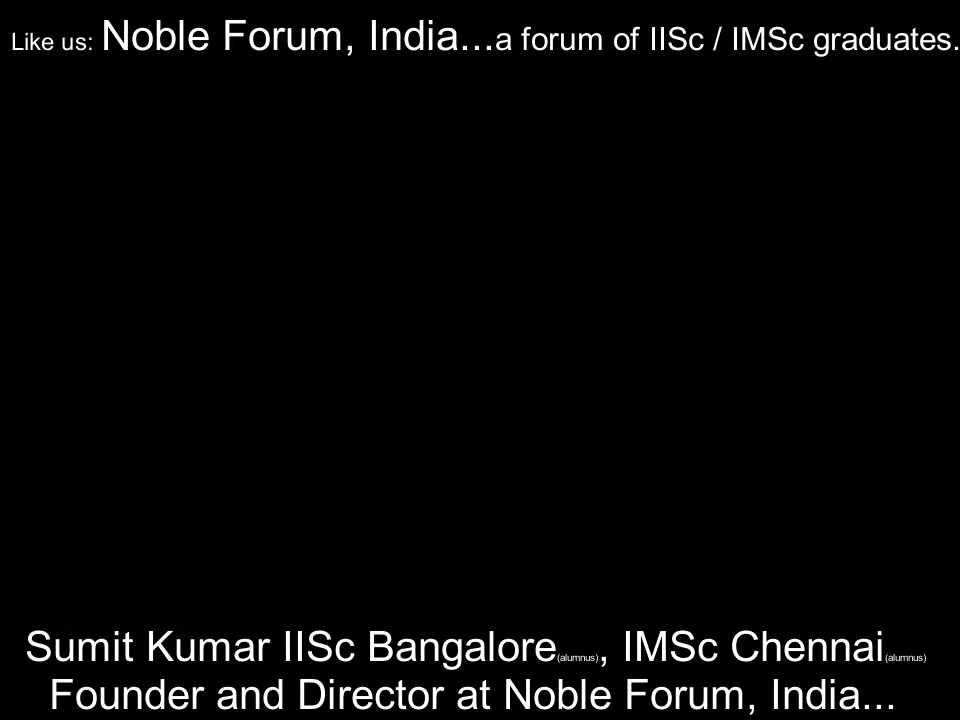 Like us: Noble Forum, India...a forum of IISc / IMSc graduates.
Sumit Kumar IISc Bangalore(alumnus), IMSc Chennai(alumnus)
Founder and Director at Noble Forum, India...